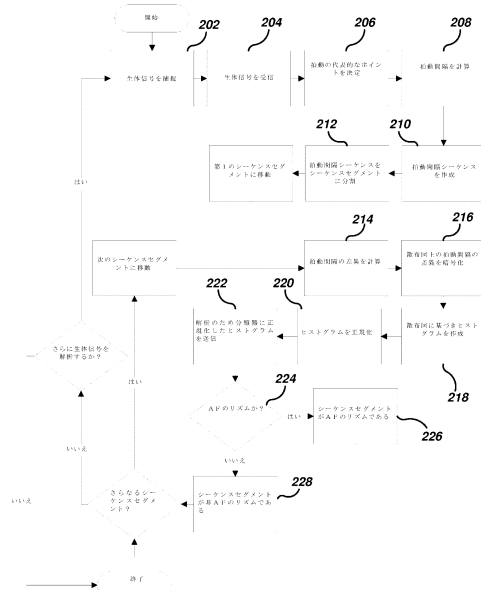 開始
202
204
206
208
生体信号を捕捉
生体信号を受信
拍動の代表的なポイン
トを決定
拍動間隔を計算
212
210
第1のシーケンスセグ
メントに移動
拍動間隔シーケンスを
シーケンスセグメント
に分割
拍動間隔シーケンス
を作成
はい
214
216
次のシーケンスセグメ
ントに移動
拍動間隔の差異を計算
散布図上の拍動間隔の
差異を暗号化
222
220
解析のため分類器に正
規化したヒストグラム
を送信
ヒストグラムを正規化
散布図に基づきヒスト
グラムを作成
218
さらに生体信号を
解析するか？
はい
224
AFのリズムか？
はい
シーケンスセグメント
がAFのリズムである
226
いいえ
いいえ
228
いいえ
さらなるシーケ
ンスセグメ
ント？
シーケンスセグメント
が非AFのリズムであ
る
終了